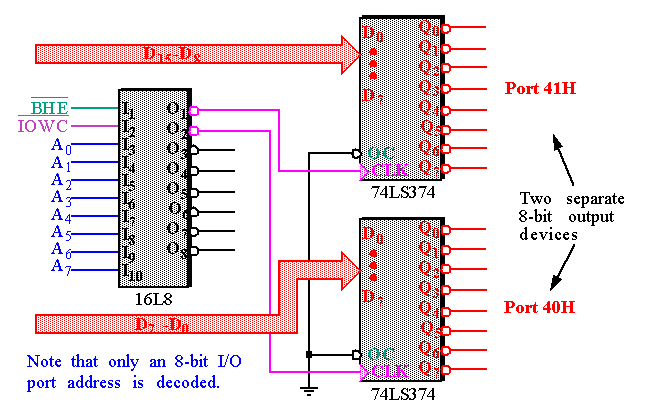 D15-D8
BHE
IOWC
A0
A1
A2
A3
A4
A5
A6
A7
I1
I2
I3
I4
I5
I6
I7
I8
I9
I10
O1
O2
O3
O4
O5
O6
O7
O8
16L8
D7 -D0
Note that only an 8-bit I/O
port address is decoded.
D0
D7
OC
CLK
Q0
Q1
Q2
Q3
Q4
Q5
Q6
Q7
74LS374
Port 41H
Two separate
8-bit output
devices
D0
D7
OC
CLK
Q0
Q1
Q2
Q3
Q4
Q5
Q6
Q7
74LS374
Port 40H